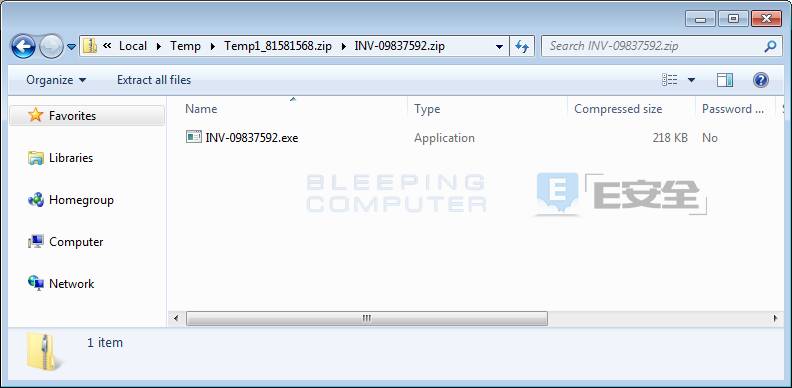 « Local ▸ Temp ▸ Temp1_81581568.zip ▸ INV-09837592.zip
Search INV-09837592.zip
Organize
Extract all files
Favorites
Libraries
Homegroup
Computer
Network
Name Type Compressed size Password ...
INV-09837592.exe Application 218 KB No
BLEEPING
COMPUTER
E E安全
1 item